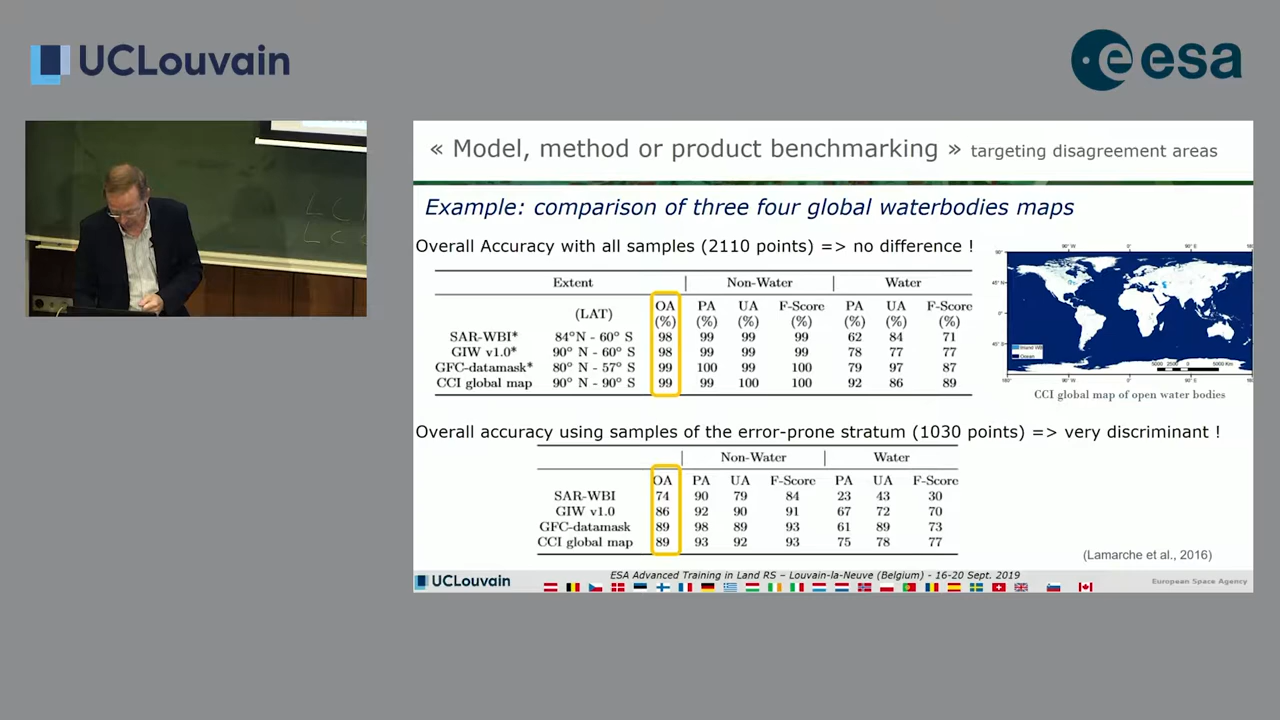 UCLouvain
esa
« Model, method or product benchmarking » targeting disagreement areas
Example: comparison of three four global waterbodies maps
Overall Accuracy with all samples (2110 points) => no difference !
Extent Non-Water Water
(LAT) OA (%) PA (%) UA (%) F-Score (%) PA (%) UA (%) F-Score (%)
SAR-WBI* 84°N - 60° S 98 99 99 99 62 84 71
GIW v1.0* 90° N - 60° S 98 99 99 99 78 77 77
GFC-datamask* 80° N - 57° S 99 100 99 100 79 97 87
CCI global map 90° N - 90° S 99 99 100 100 92 86 89
CCI global map of open water bodies
Overall accuracy using samples of the error-prone stratum (1030 points) => very discriminant !
Non-Water Water
OA PA UA F-Score PA UA F-Score
SAR-WBI 74 90 79 84 23 43 30
GIW v1.0 86 92 90 91 67 72 70
GFC-datamask 89 98 89 93 61 89 73
CCI global map 89 93 92 93 75 78 77
(Lamarche et al., 2016)
UCLouvain
ESA Advanced Training in Land RS – Louvain-la-Neuve (Belgium) - 16-20 Sept. 2019
European Space Agency